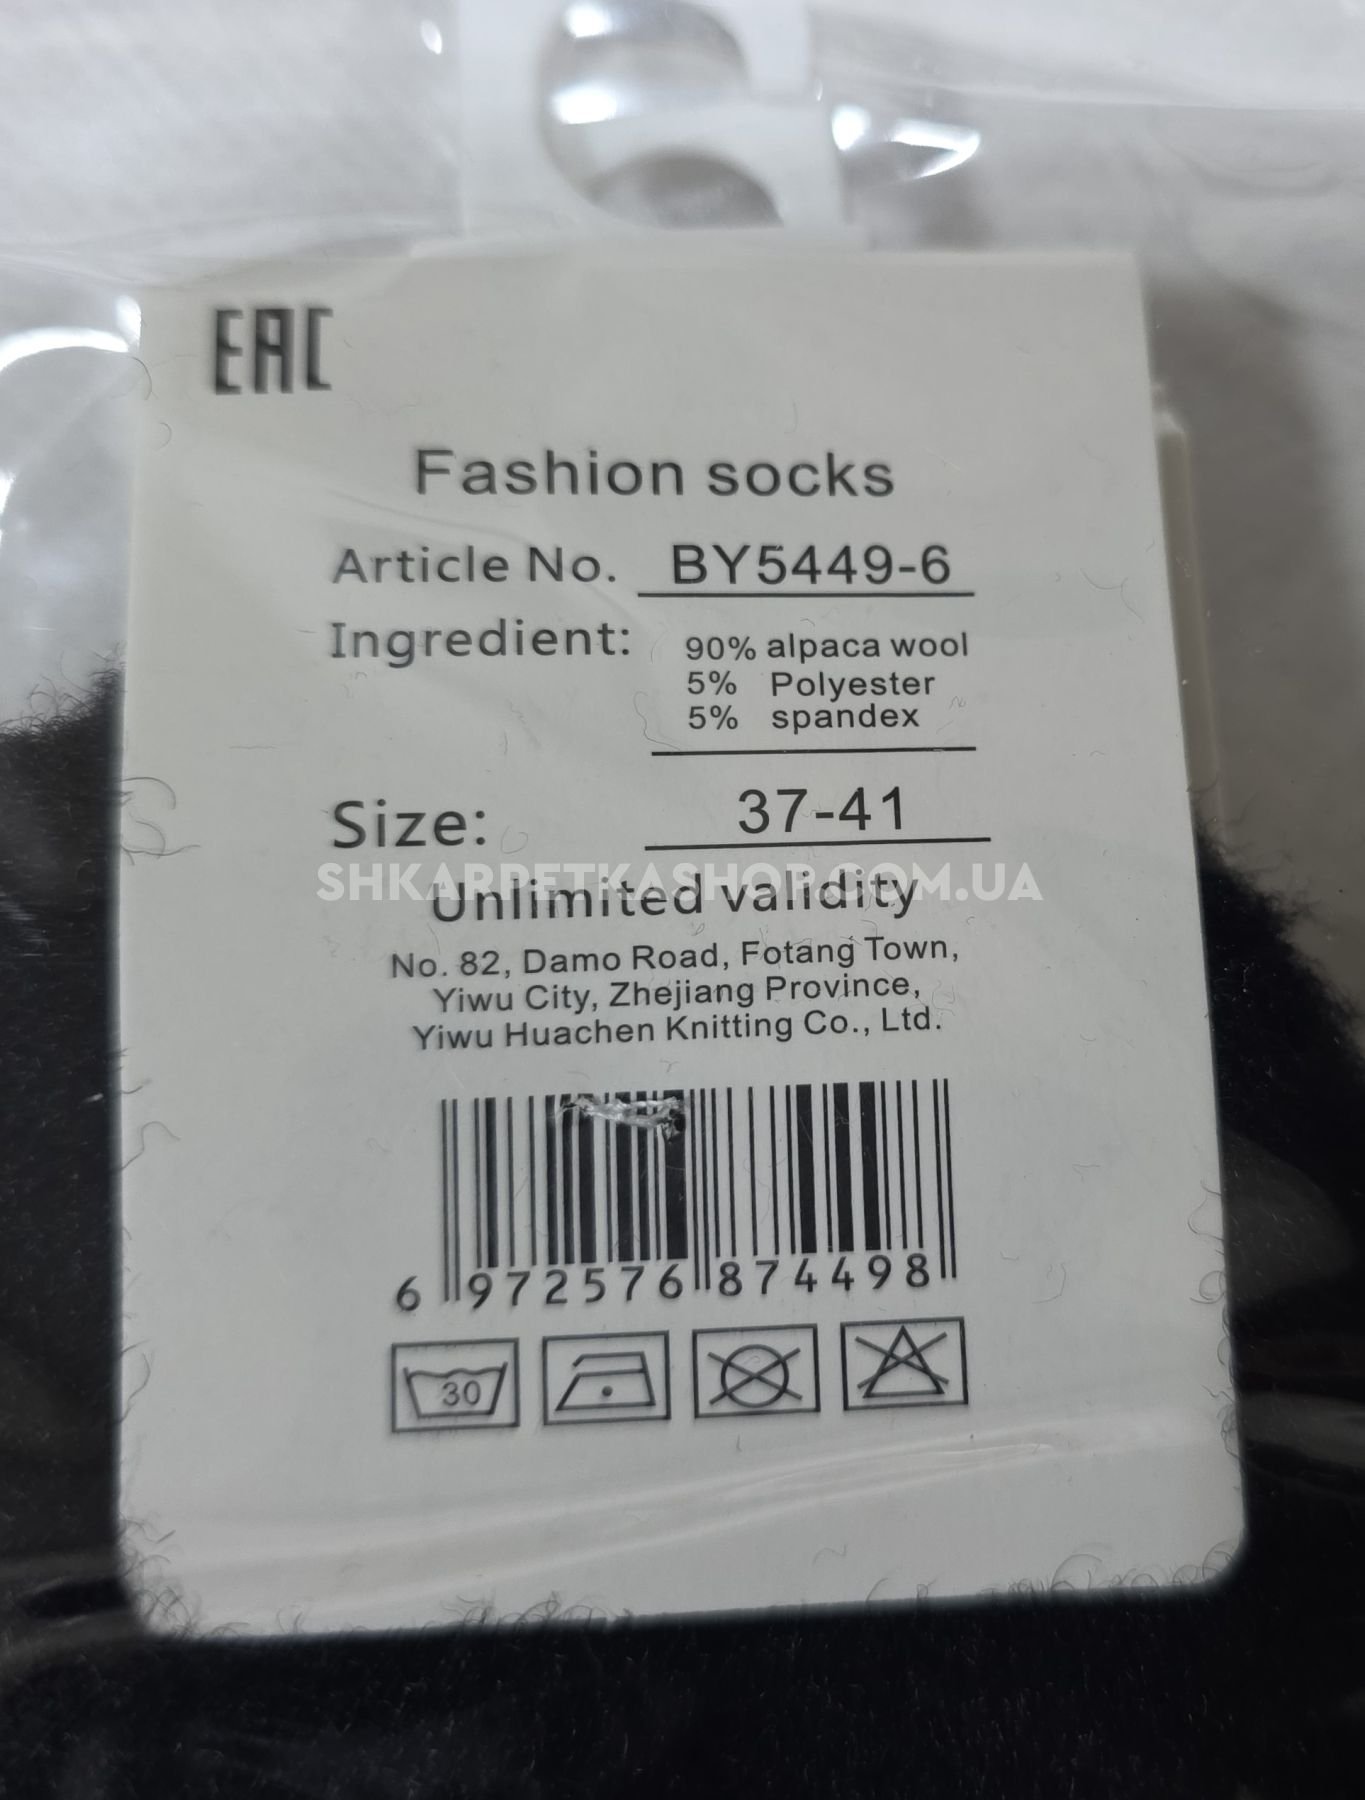 EAC
Fashion socks
Article No. BY5449-6
Ingredient: 90% alpaca wool
5% Polyester
5% spandex
Size: 37-41
SHKARPETKASHOP.COM.UA
Unlimited validity
No. 82, Damo Road, Fotang Town,
Yiwu City, Zhejiang Province,
Yiwu Huachen Knitting Co., Ltd.
6 972576 874498
30